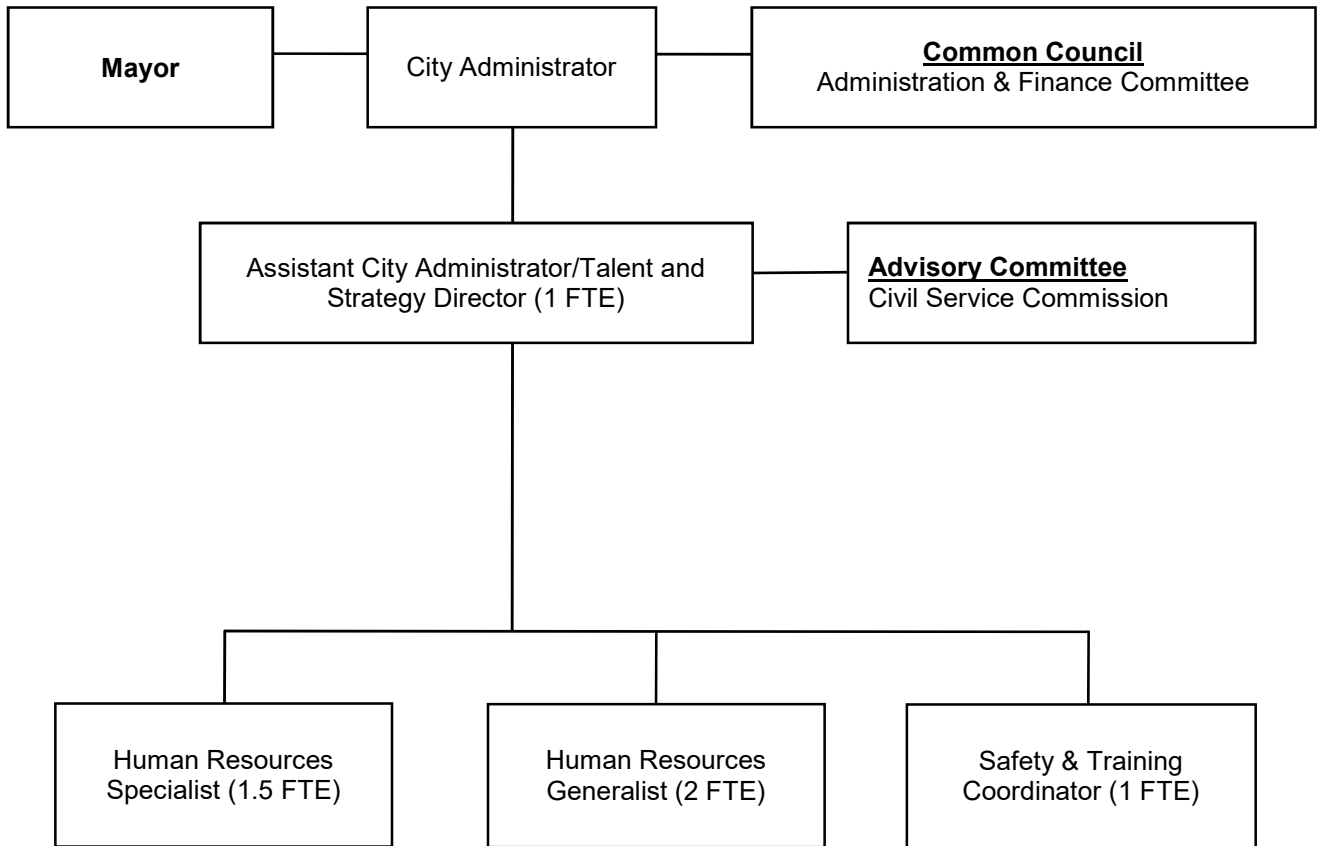 Mayor
City Administrator
Common Council
Administration & Finance Committee
Assistant City Administrator/Talent and
Strategy Director (1 FTE)
Advisory Committee
Civil Service Commission
Human Resources
Specialist (1.5 FTE)
Human Resources
Generalist (2 FTE)
Safety & Training
Coordinator (1 FTE)